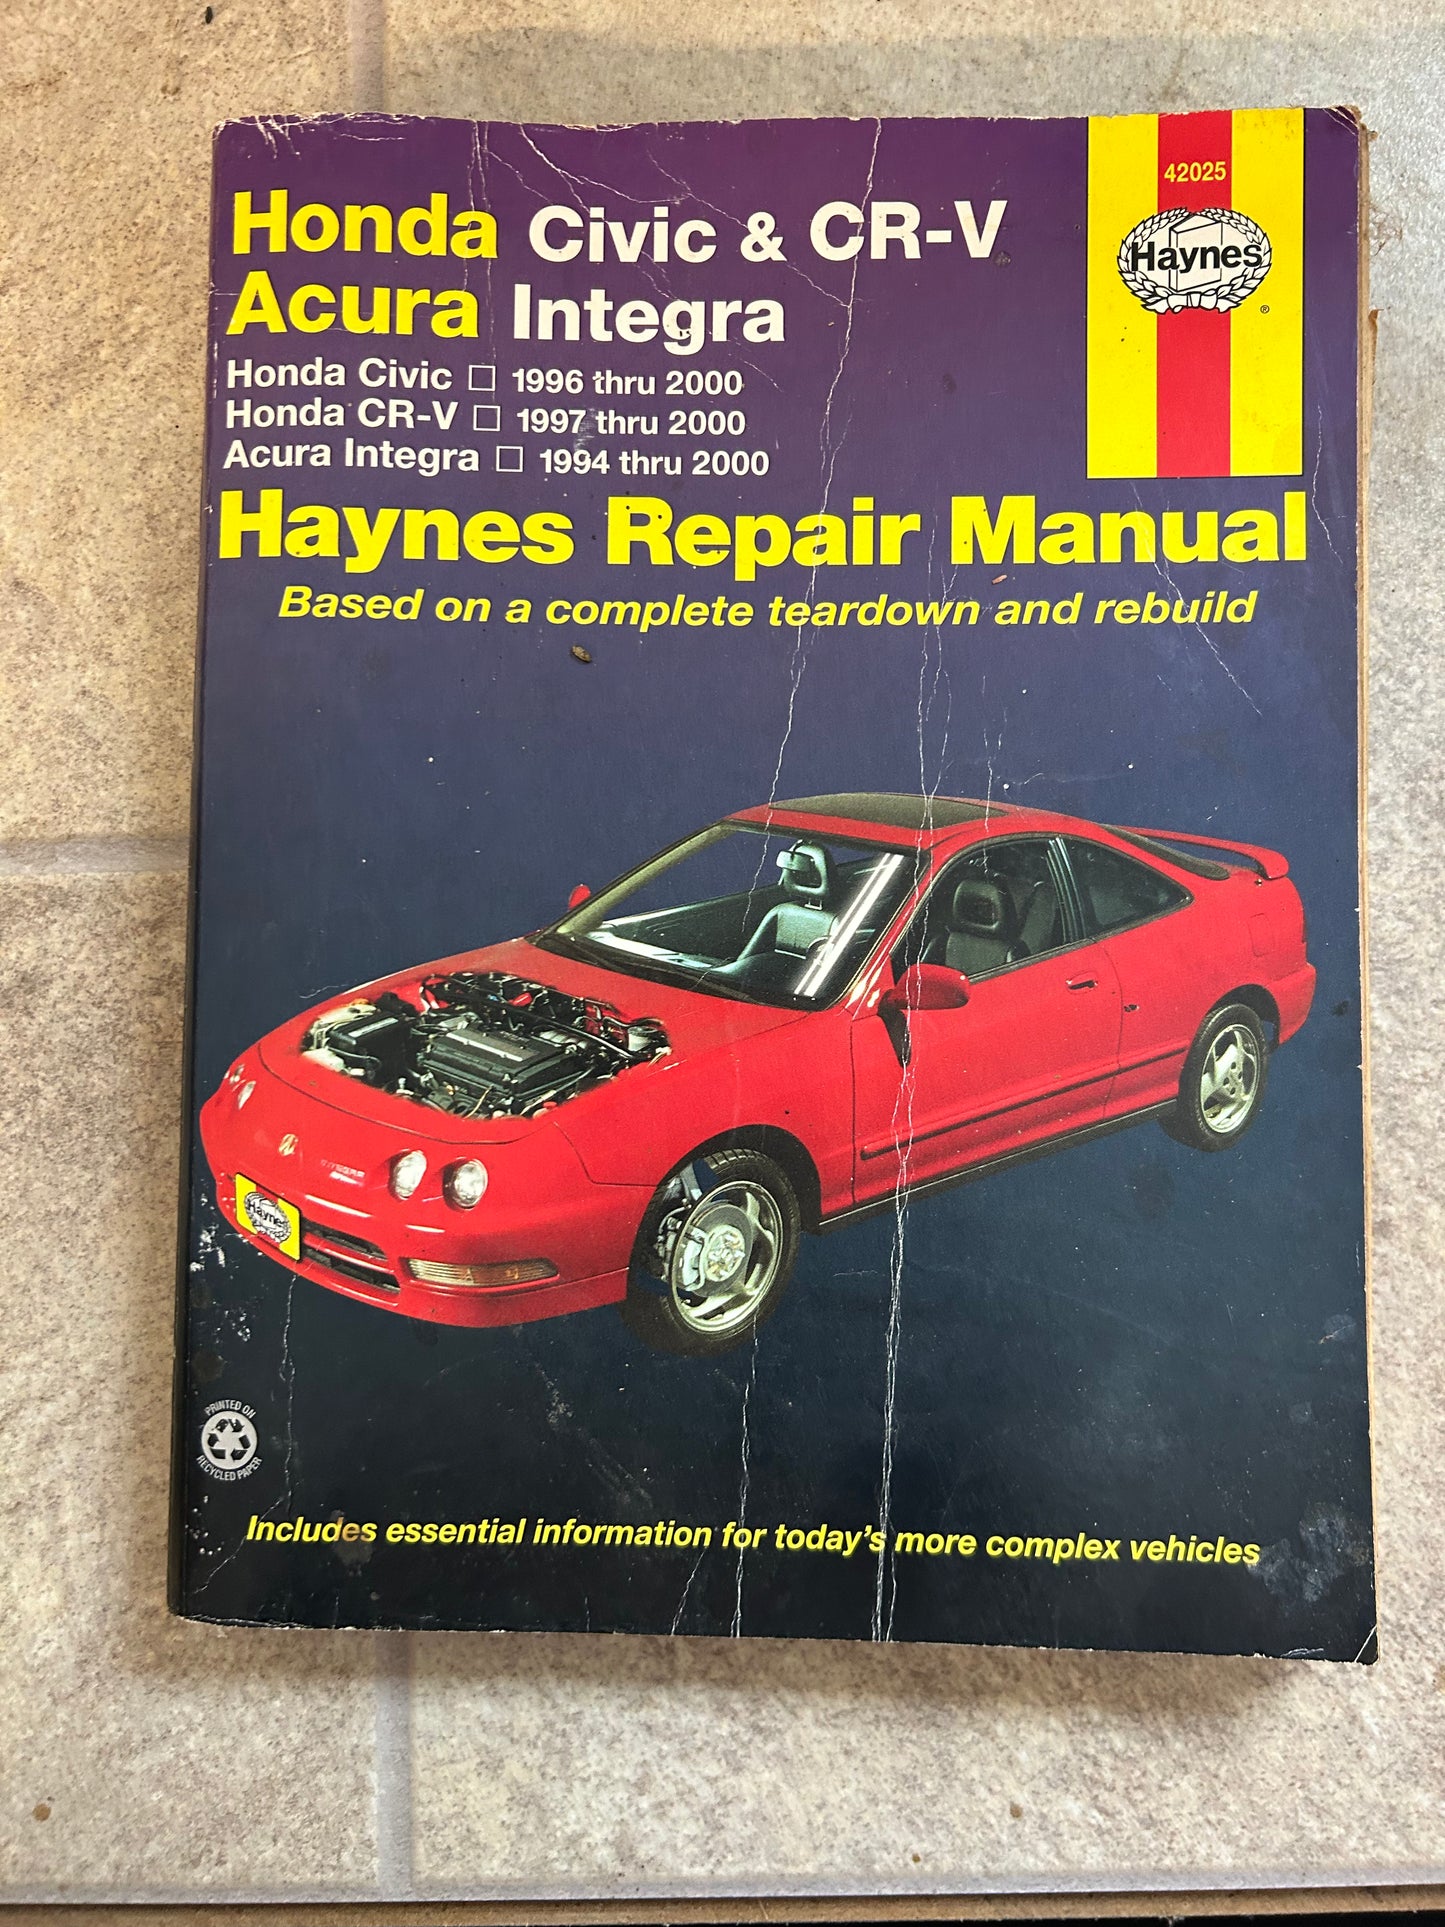 42025
Haynes
®
Honda Civic & CR-V
Acura Integra
Honda Civic □ 1996 thru 2000
Honda CR-V □ 1997 thru 2000
Acura Integra □ 1994 thru 2000
Haynes Repair Manual
Based on a complete teardown and rebuild
INTEGRA
Haynes
PRINTED ON
RECYCLED PAPER
Includes essential information for today's more complex vehicles